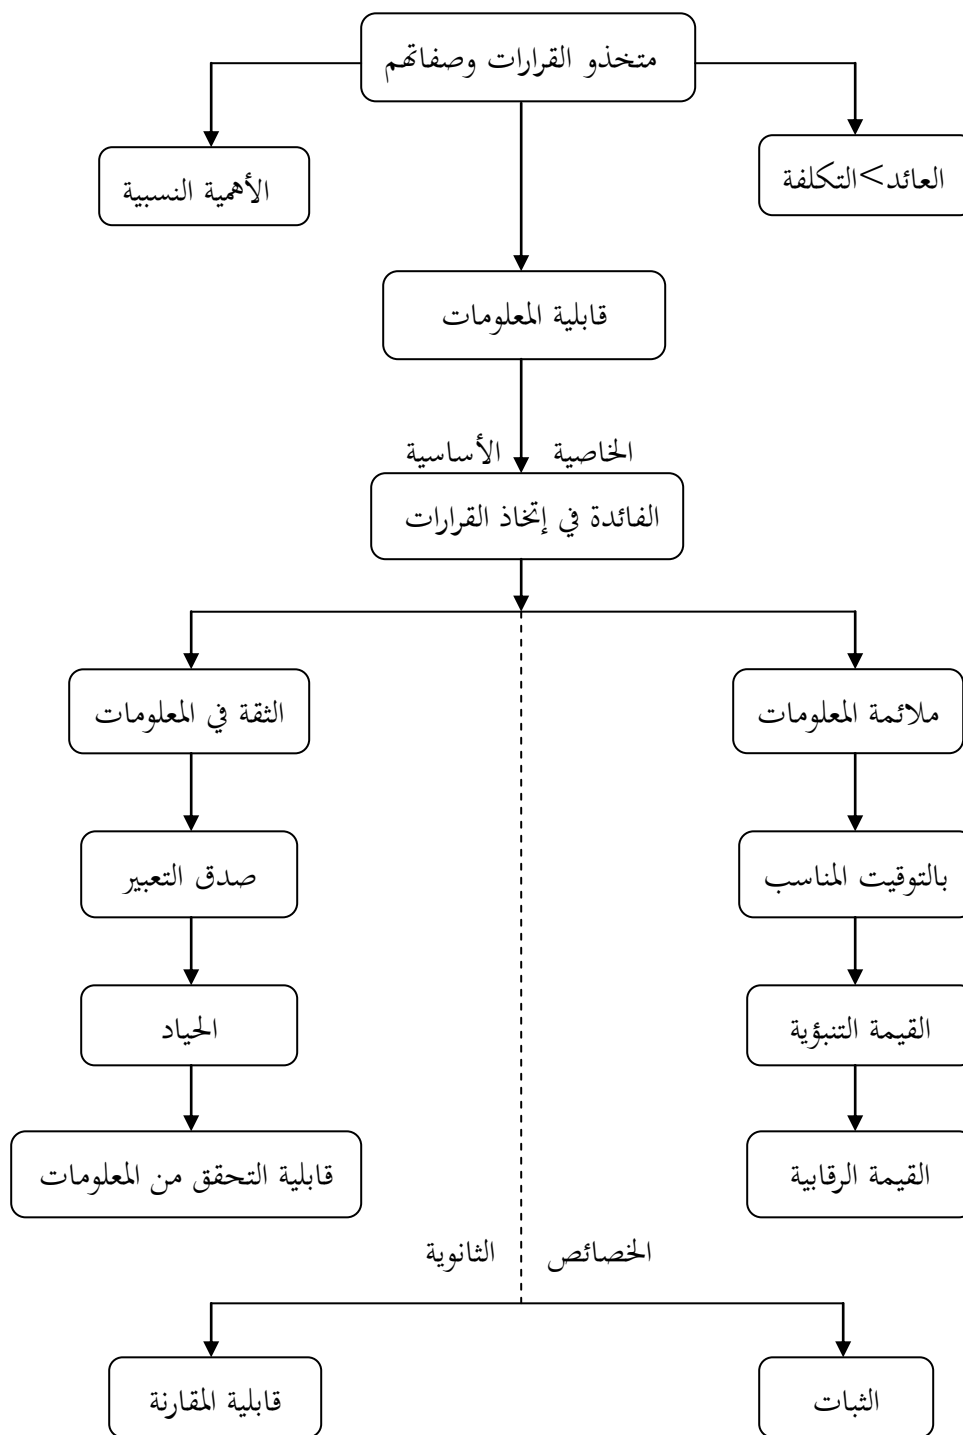 متخذو القرارات وصفاتهم
العائد>التكلفة
الأهمية النسبية
قابلية المعلومات
الخاصية الأساسية
الفائدة في إتخاذ القرارات
ملائمة المعلومات
الثقة في المعلومات
بالتوقيت المناسب
صدق التعبير
القيمة التنبؤية
الحياد
القيمة الرقابية
قابلية التحقق من المعلومات
الخصائص الثانوية
الثبات
قابلية المقارنة